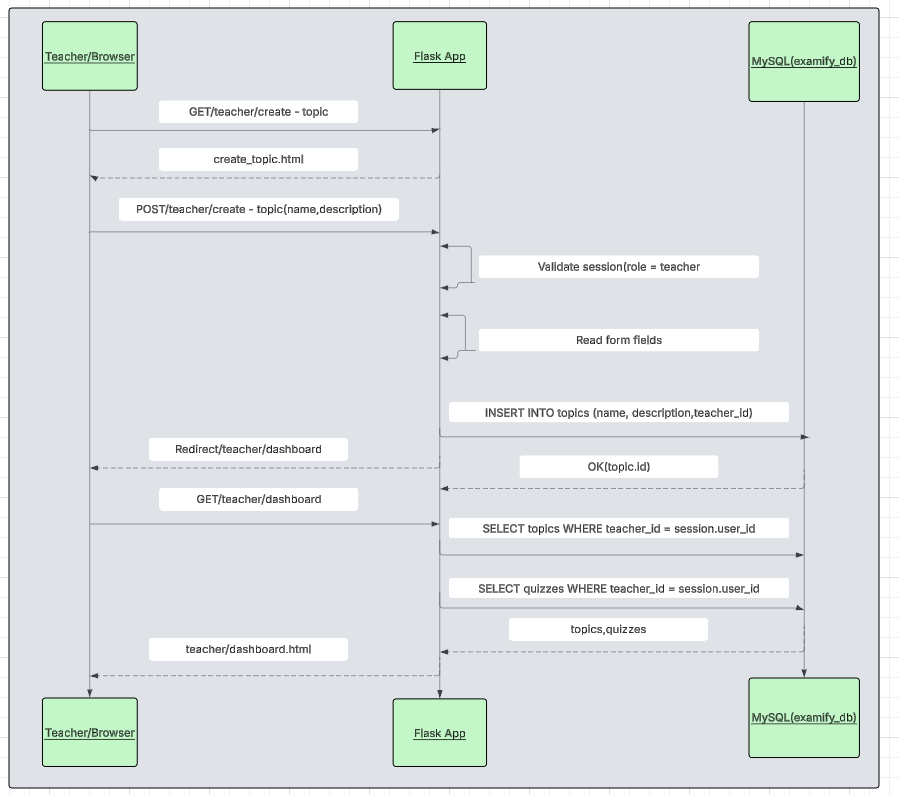 Teacher/Browser
Flask App
MySQL(examify_db)
GET/teacher/create - topic
create_topic.html
POST/teacher/create - topic(name,description)
Validate session(role = teacher
Read form fields
INSERT INTO topics (name, description,teacher_id)
Redirect/teacher/dashboard
OK(topic.id)
GET/teacher/dashboard
SELECT topics WHERE teacher_id = session.user_id
SELECT quizzes WHERE teacher_id = session.user_id
topics,quizzes
teacher/dashboard.html
Teacher/Browser
Flask App
MySQL(examify_db)